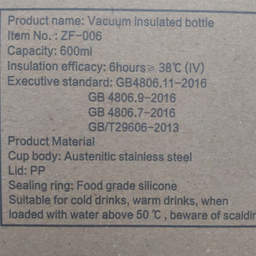 Product name: Vacuum insulated bottle
Item No. : ZF-006
Capacity: 600ml
Insulation efficacy: 6hours≥ 38℃ (IV)
Executive standard: GB4806.11-2016
GB 4806.9-2016
GB 4806.7-2016
GB/T29606-2013
Product Material
Cup body: Austenitic stainless steel
Lid: PP
Sealing ring: Food grade silicone
Suitable for cold drinks, warm drinks, when
loaded with water above 50 ℃ , beware of scaldin